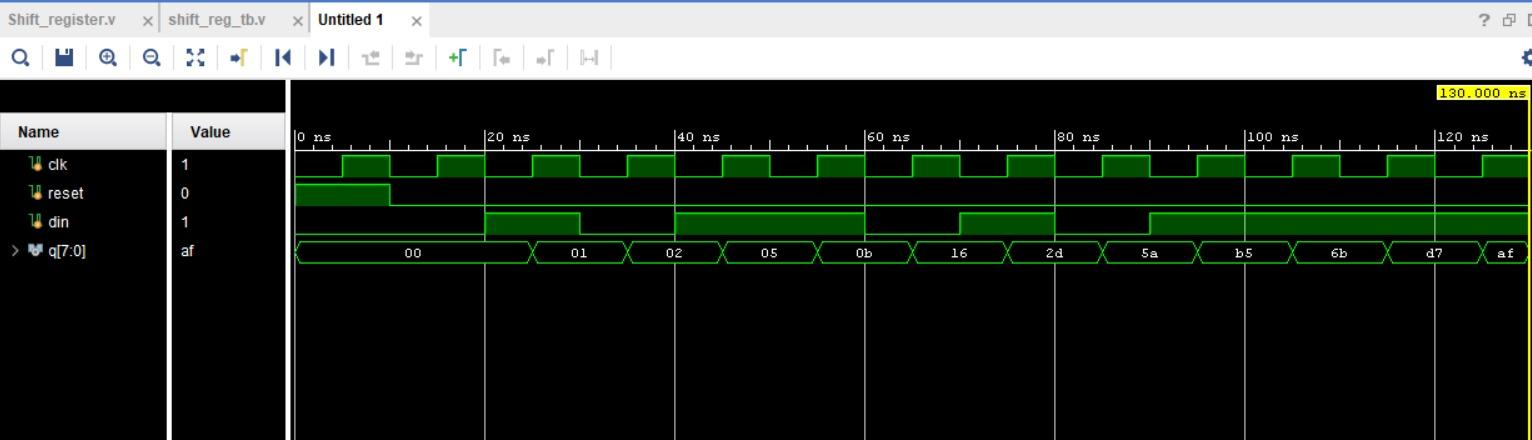 Shift_register.v × shift_reg_tb.v × Untitled 1 ×
?
130.000 ns
Name Value 0 ns 20 ns 40 ns 60 ns 80 ns 100 ns 120 ns
clk 1
reset 0
din 1
q[7:0] af 00 01 02 05 0b 16 2d 5a b5 6b d7 af